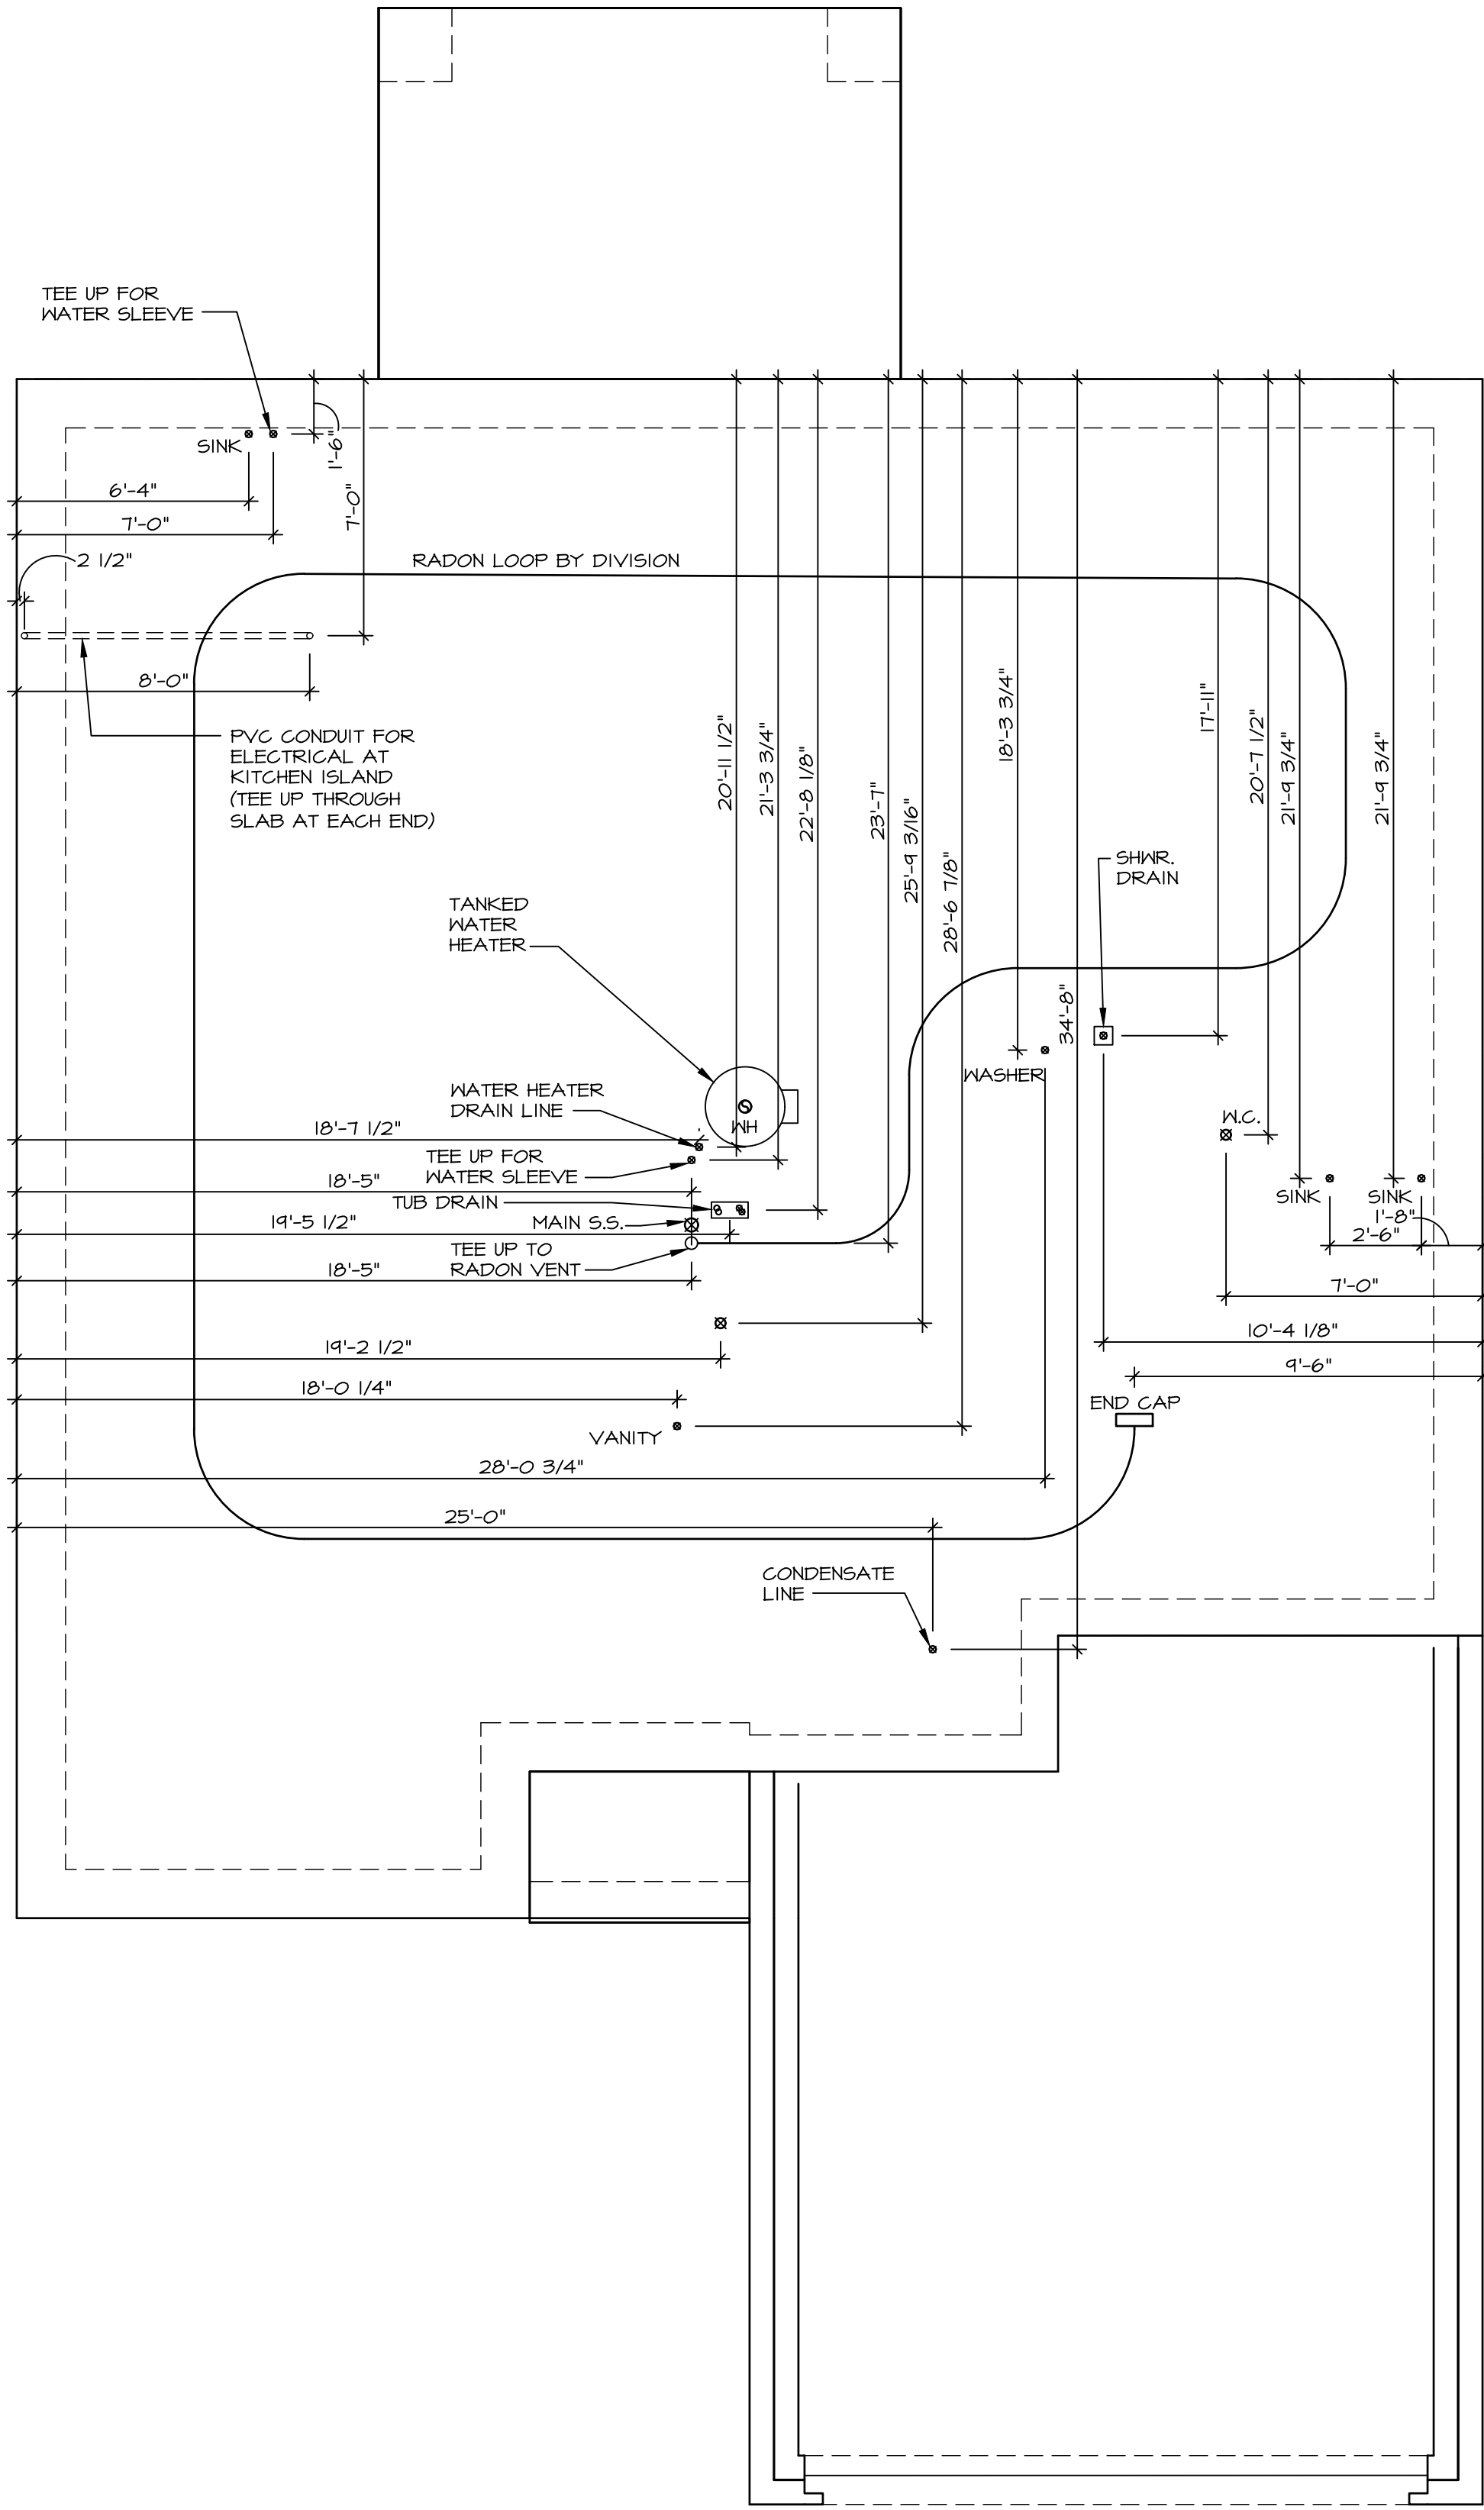 TEE UP FOR
WATER SLEEVE
SINK
1'-6"
6'-4"
7'-0"
7'-0"
2 1/2"
RADON LOOP BY DIVISION
8'-0"
PVC CONDUIT FOR
ELECTRICAL AT
KITCHEN ISLAND
(TEE UP THROUGH
SLAB AT EACH END)
20'-11 1/2"
21'-3 3/4"
22'-8 1/8"
23'-7"
25'-9 3/16"
28'-6 7/8"
18'-3 3/4"
34'-8"
17'-11"
20'-7 1/2"
21'-9 3/4"
21'-9 3/4"
SHWR.
DRAIN
TANKED
WATER
HEATER
WASHER
WATER HEATER
DRAIN LINE
WH
W.C.
18'-7 1/2"
TEE UP FOR
WATER SLEEVE
18'-5"
TUB DRAIN
SINK
SINK
19'-5 1/2"
MAIN S.S.
1'-8"
2'-6"
TEE UP TO
RADON VENT
18'-5"
7'-0"
10'-4 1/8"
19'-2 1/2"
9'-6"
18'-0 1/4"
END CAP
VANITY
28'-0 3/4"
25'-0"
CONDENSATE
LINE